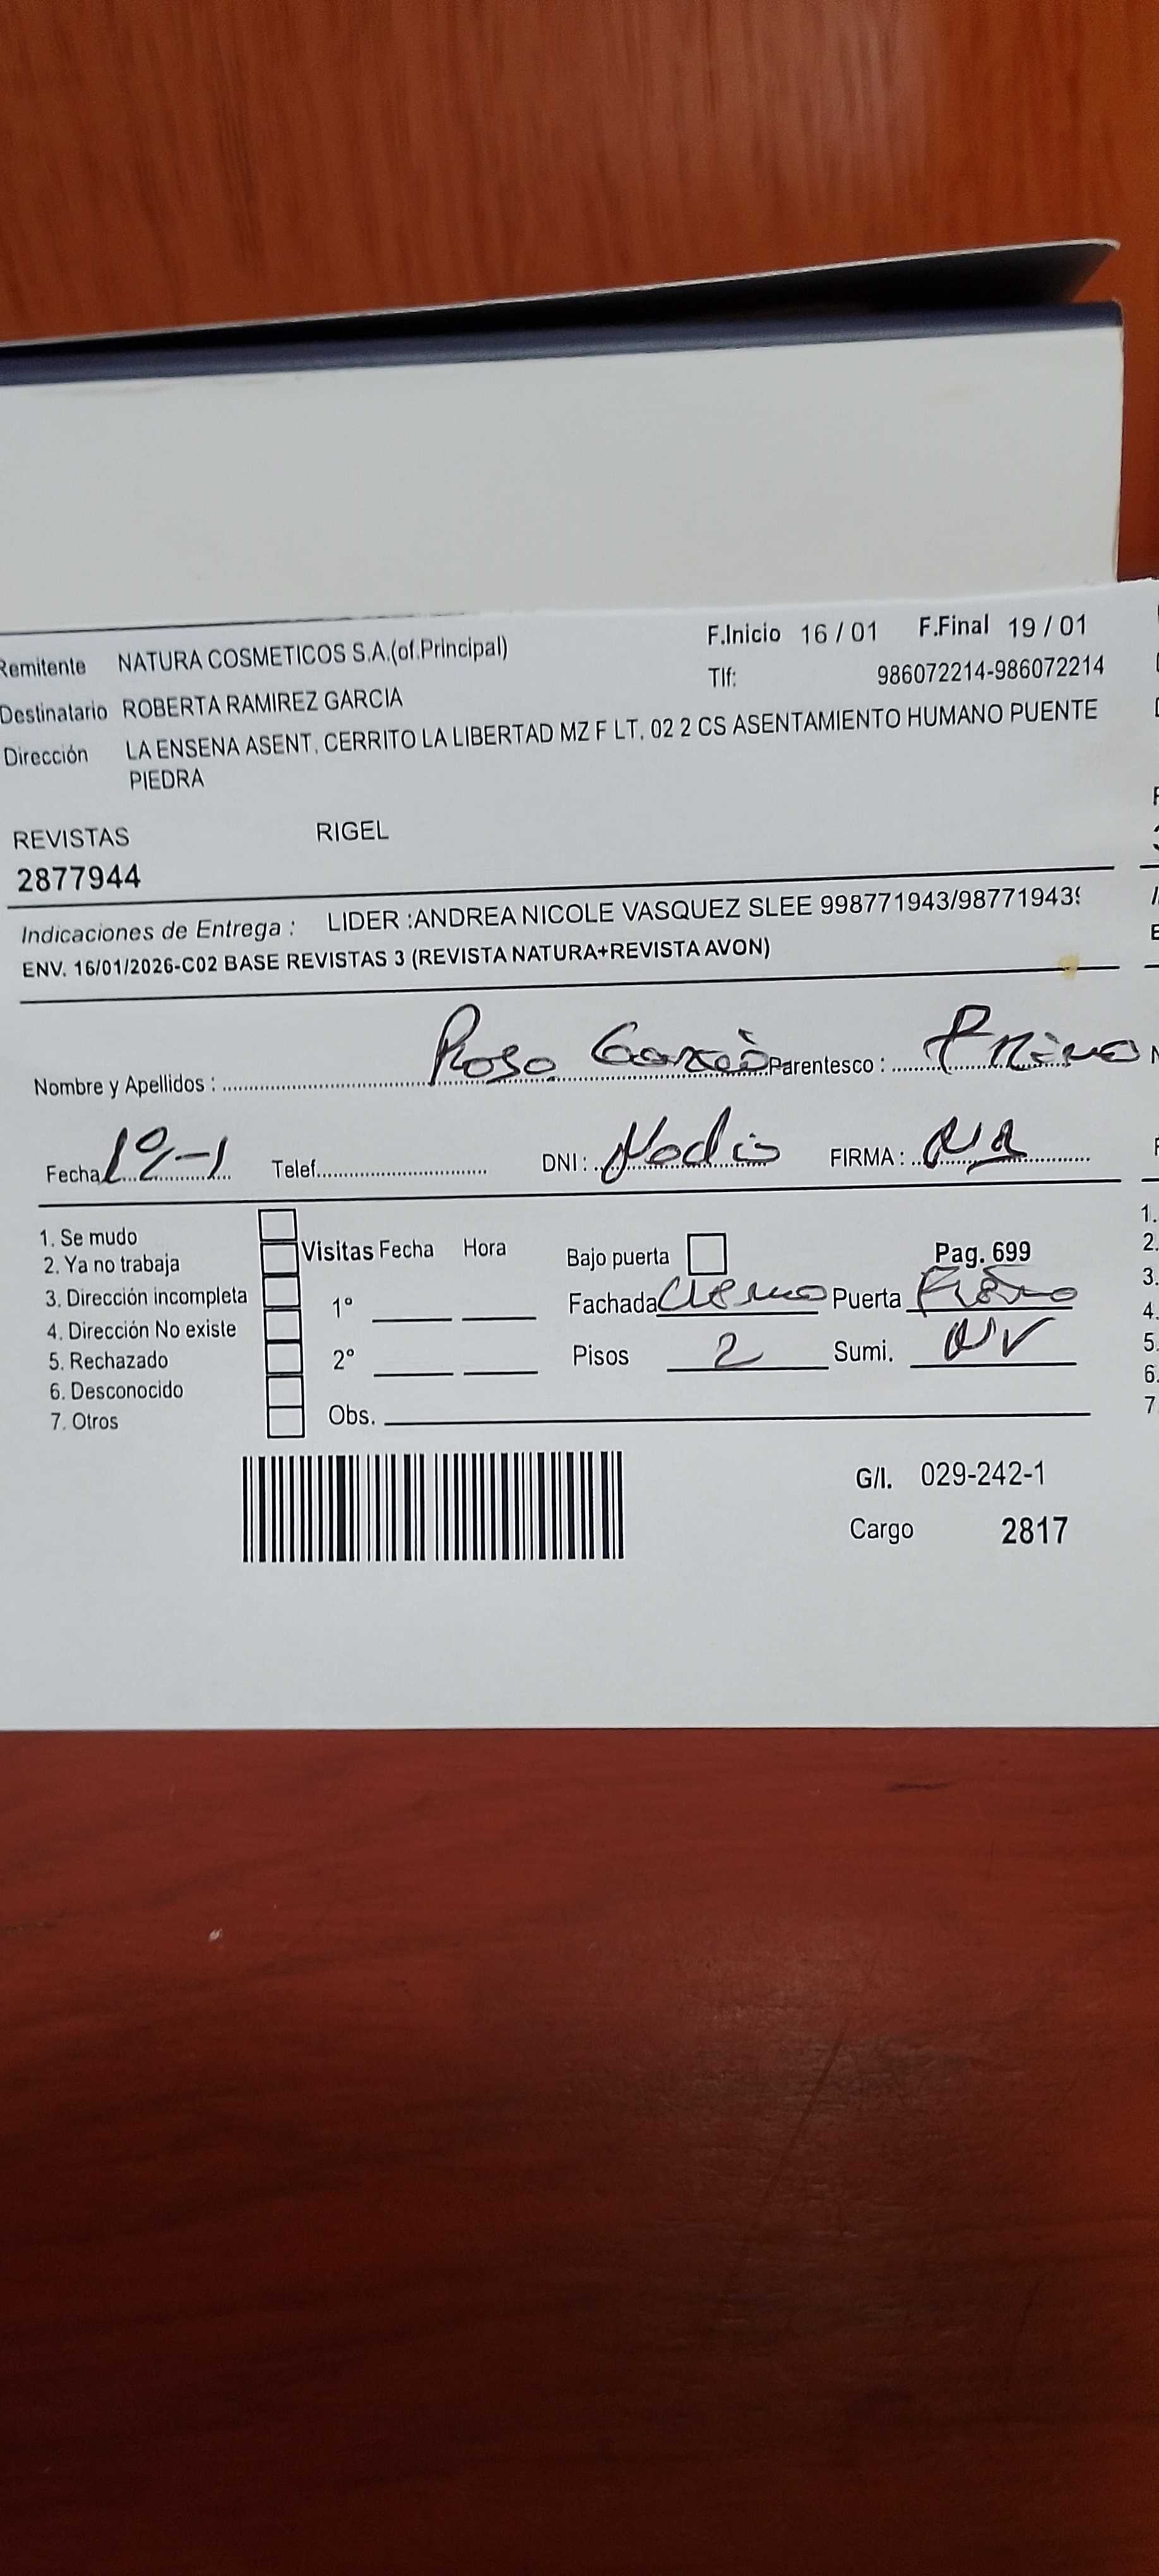 Remitente NATURA COSMETICOS S.A.(of.Principal) F.Inicio 16 / 01 F.Final 19 / 01
Tlf: 986072214-986072214
Destinatario ROBERTA RAMIREZ GARCIA
Dirección LA ENSENA ASENT. CERRITO LA LIBERTAD MZ F LT. 02 2 CS ASENTAMIENTO HUMANO PUENTE
PIEDRA
REVISTAS RIGEL
2877944
Indicaciones de Entrega : LIDER :ANDREA NICOLE VASQUEZ SLEE 998771943/987719439
ENV. 16/01/2026-C02 BASE REVISTAS 3 (REVISTA NATURA+REVISTA AVON)
Nombre y Apellidos : Rosa García Parentesco : Primo
Fecha Telef. DNI : FIRMA :
1. Se mudo
2. Ya no trabaja Visitas Fecha Hora Bajo puerta Pag. 699
3. Dirección incompleta 1° Fachada Puerta
4. Dirección No existe
5. Rechazado 2° Pisos 2 Sumi. NV
6. Desconocido
7. Otros Obs.
G/I. 029-242-1
Cargo 2817